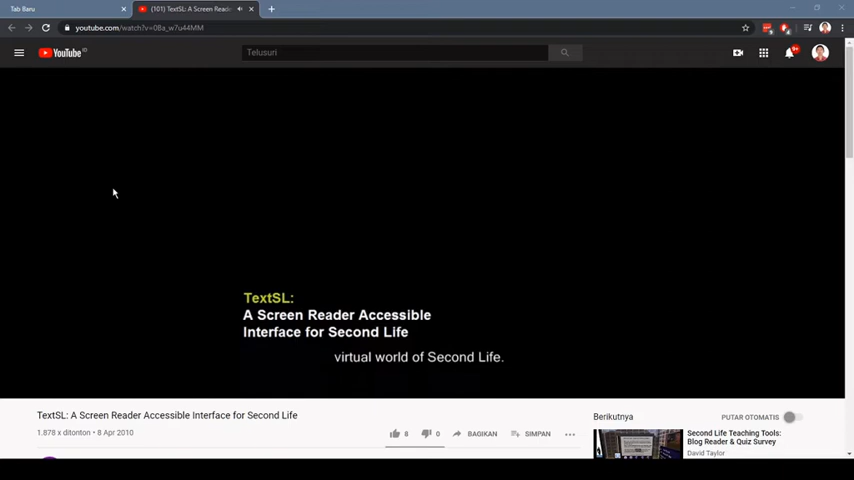 Tab Baru
(101) TextSL: A Screen Reade
youtube.com/watch?v=08a_w7u44MM
YouTube ID
Telusuri
9+
TextSL:
A Screen Reader Accessible
Interface for Second Life
virtual world of Second Life.
TextSL: A Screen Reader Accessible Interface for Second Life
1.878 x ditonton • 8 Apr 2010
8
0
BAGIKAN
SIMPAN
Berikutnya
PUTAR OTOMATIS
Second Life Teaching Tools:
Blog Reader & Quiz Survey
David Taylor